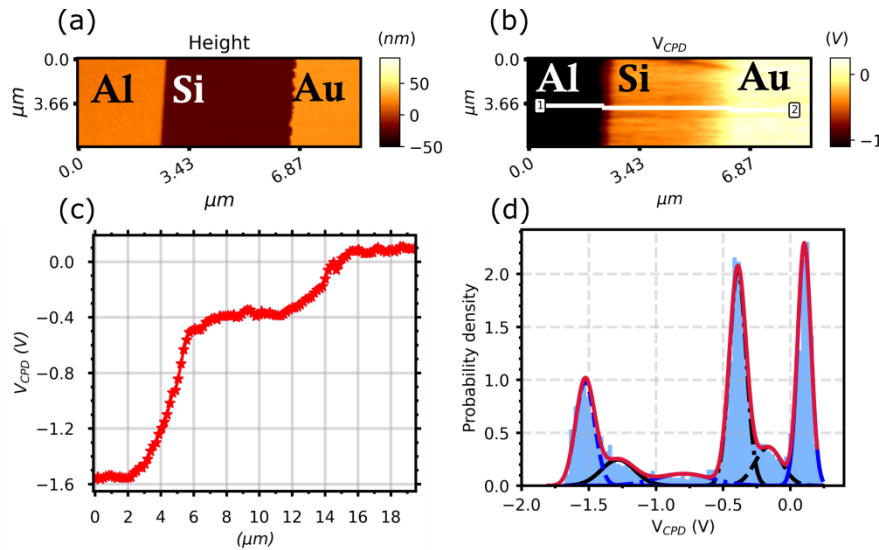 (a)
Height
(nm)
Al Si Au
0.0
3.66
μm
0.0
3.43
6.87
μm
50
0
−50
(b)
V_CPD
(V)
Al Si Au
1
2
0.0
3.66
μm
0.0
3.43
6.87
μm
0
−1
(c)
0.0
−0.4
−0.8
−1.2
−1.6
V_CPD (V)
0 2 4 6 8 10 12 14 16 18
(μm)
(d)
2.0
1.5
1.0
0.5
0.0
Probability density
−2.0 −1.5 −1.0 −0.5 0.0
V_CPD (V)